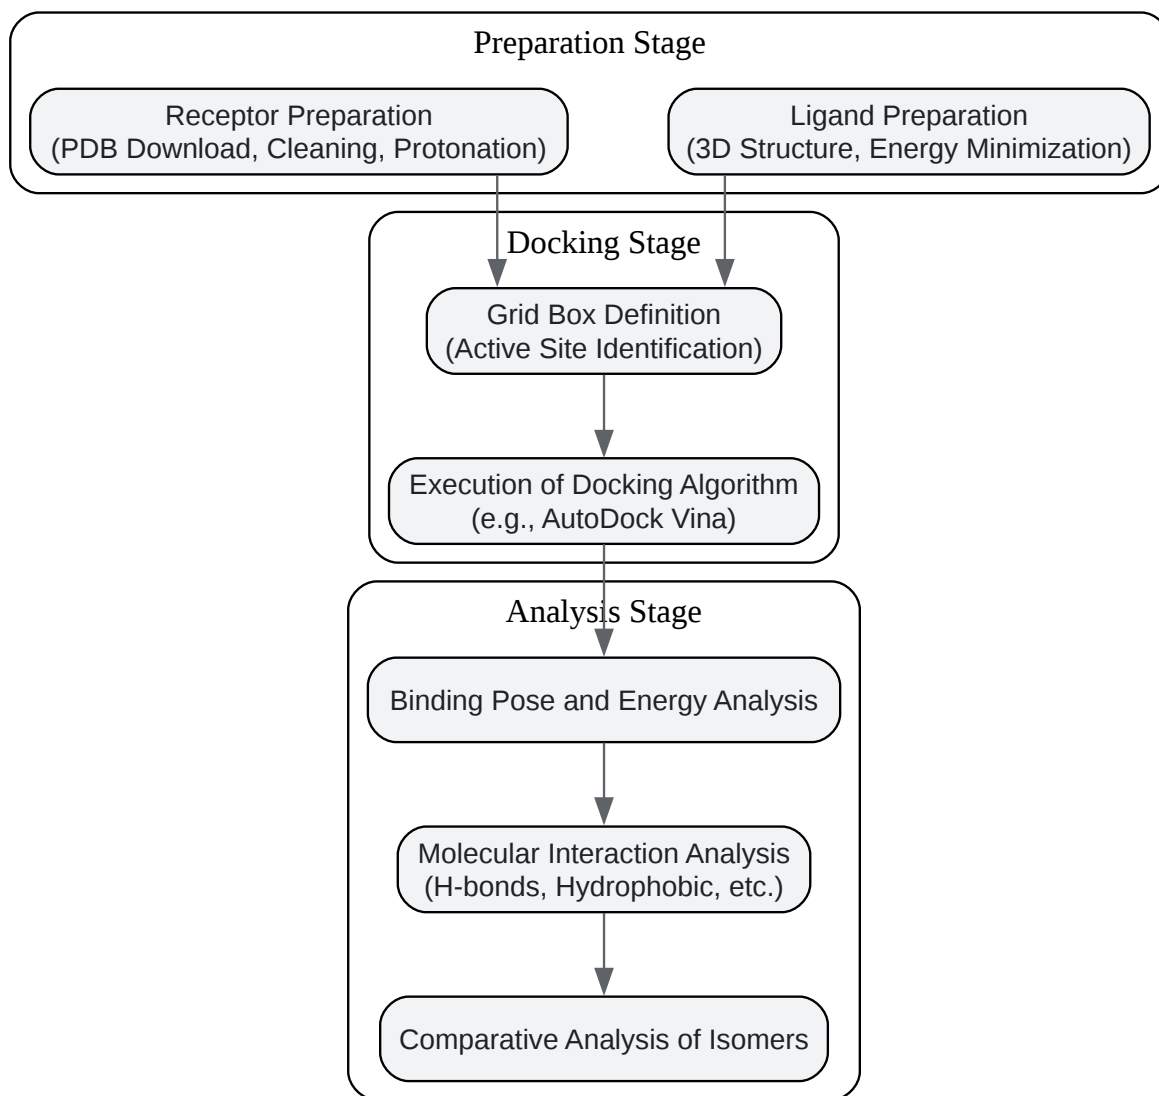 Preparation Stage
Receptor Preparation
(PDB Download, Cleaning, Protonation)
Ligand Preparation
(3D Structure, Energy Minimization)
Docking Stage
Grid Box Definition
(Active Site Identification)
Execution of Docking Algorithm
(e.g., AutoDock Vina)
Analysis Stage
Binding Pose and Energy Analysis
Molecular Interaction Analysis
(H-bonds, Hydrophobic, etc.)
Comparative Analysis of Isomers